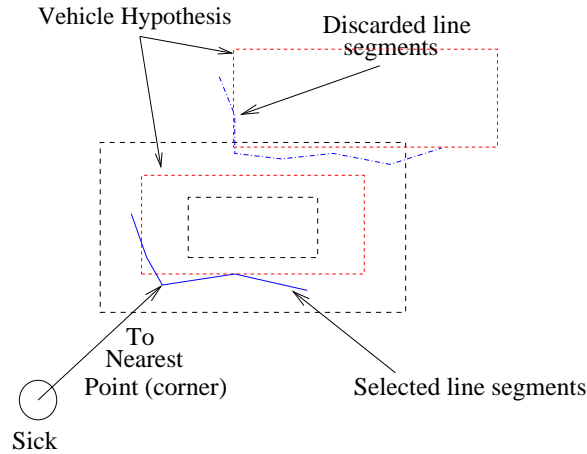 Vehicle Hypothesis
Discarded line
segments
To
Nearest
Point (corner)
Selected line segments
Sick